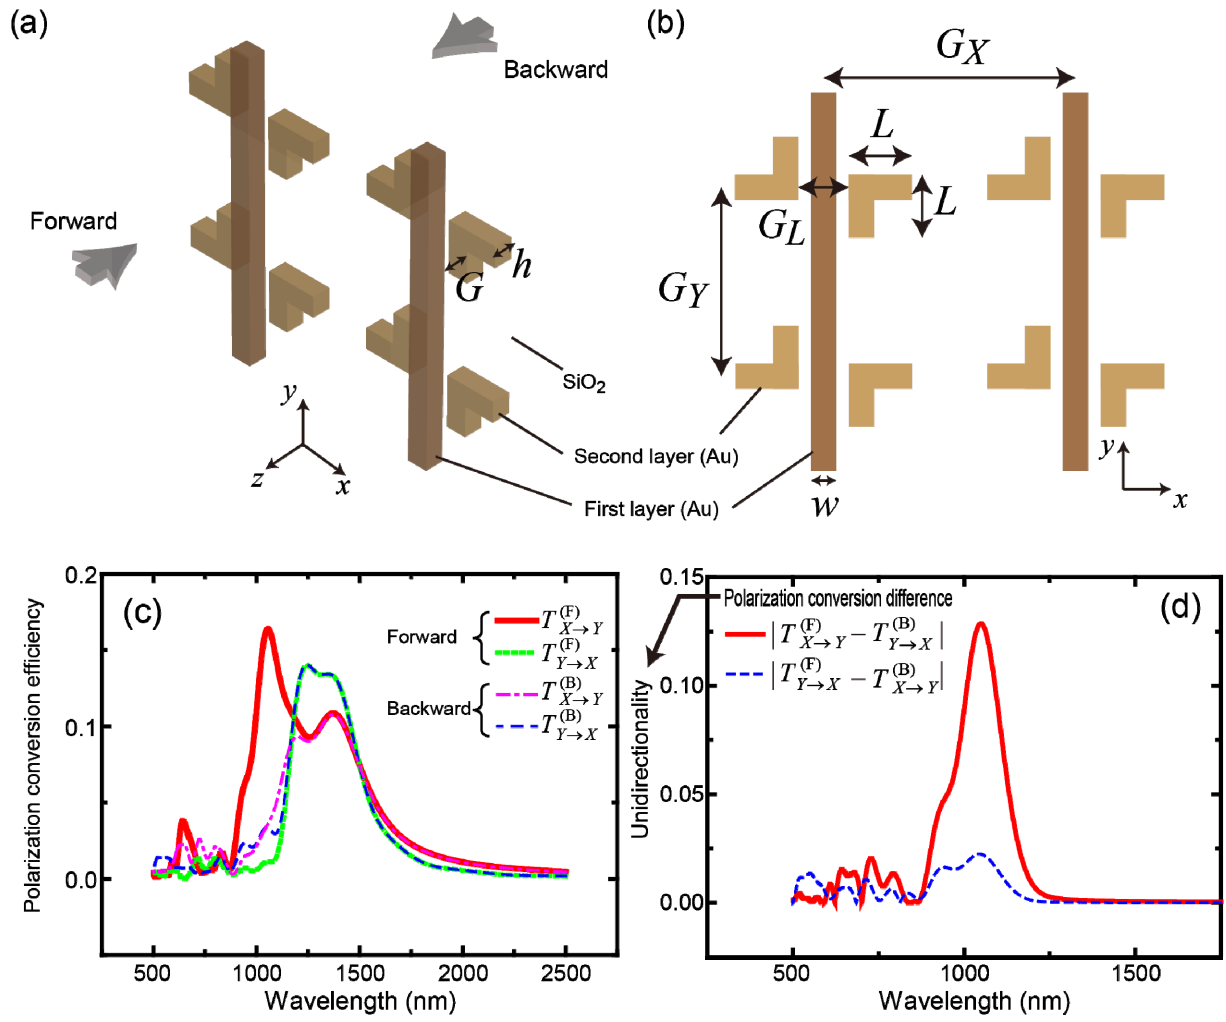 (a)
Backward
Forward
G
h
SiO2
y
z
x
Second layer (Au)
First layer (Au)
(b)
GX
L
L
GL
GY
w
y
x
(c)
Polarization conversion efficiency
0.2
0.1
0.0
Forward
T(F)X→Y
T(F)Y→X
Backward
T(B)X→Y
T(B)Y→X
500
1000
1500
2000
2500
Wavelength (nm)
(d)
Polarization conversion difference
Unidirectionality
0.15
0.10
0.05
0.00
|T(F)X→Y − T(B)Y→X|
|T(F)Y→X − T(B)X→Y|
500
1000
1500
Wavelength (nm)